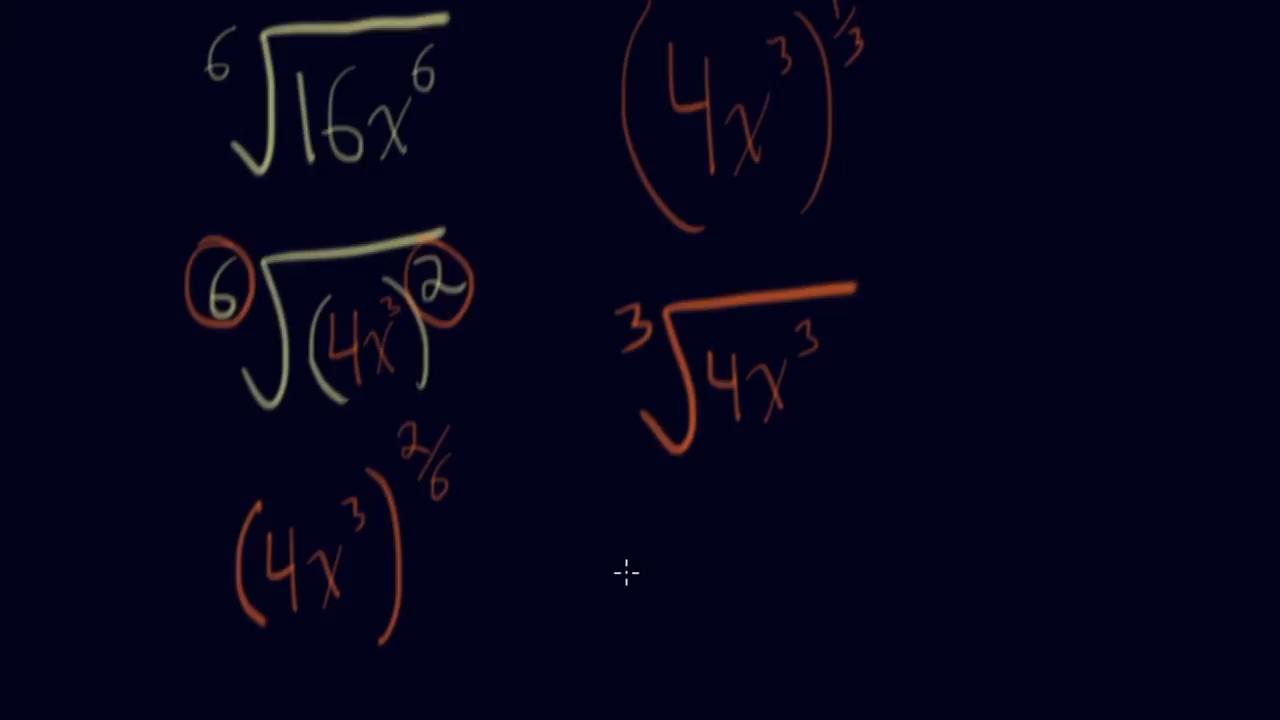 ⁶√16x⁶
⁶√(4x³)²
(4x³)^2/6
(4x³)^1/3
³√4x³